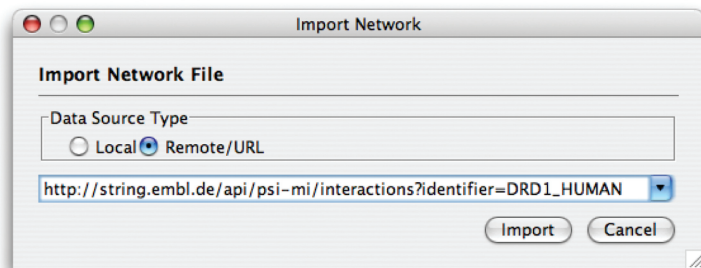 Import Network
Import Network File
Data Source Type
Local Remote/URL
http://string.embl.de/api/psi-mi/interactions?identifier=DRD1_HUMAN
Import Cancel